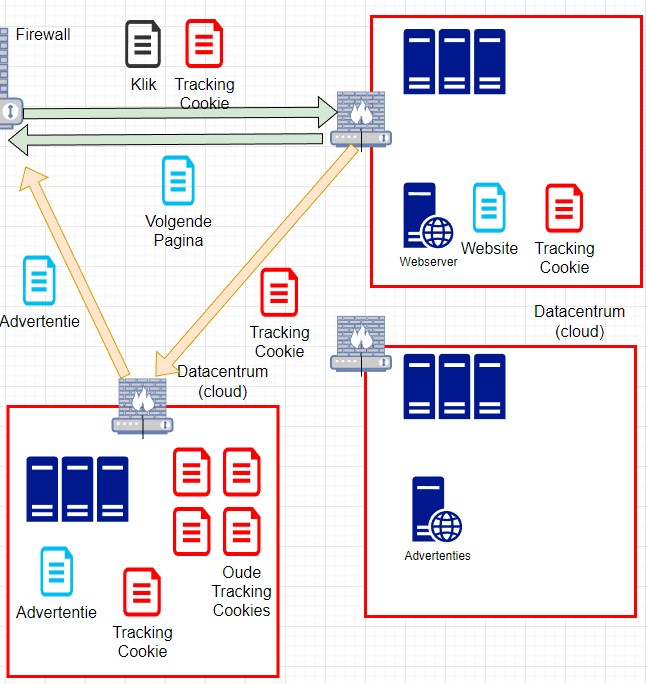 Firewall
Klik
Tracking
Cookie
Volgende
Pagina
Webserver
Website
Tracking
Cookie
Advertentie
Tracking
Cookie
Datacentrum
(cloud)
Datacentrum
(cloud)
Advertenties
Oude
Tracking
Cookies
Advertentie
Tracking
Cookie